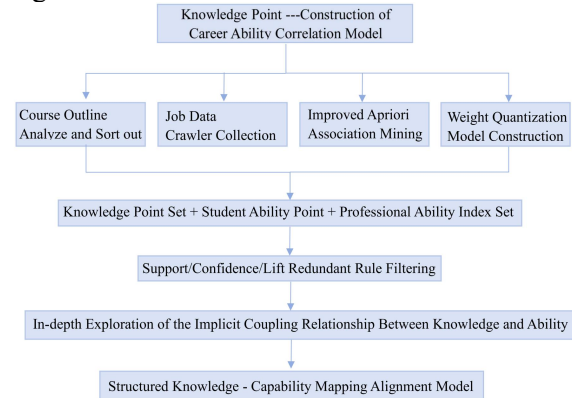 Knowledge Point ---Construction of
Career Ability Correlation Model
Course Outline
Analyze and Sort out
Job Data
Crawler Collection
Improved Apriori
Association Mining
Weight Quantization
Model Construction
Knowledge Point Set + Student Ability Point + Professional Ability Index Set
Support/Confidence/Lift Redundant Rule Filtering
In-depth Exploration of the Implicit Coupling Relationship Between Knowledge and Ability
Structured Knowledge - Capability Mapping Alignment Model